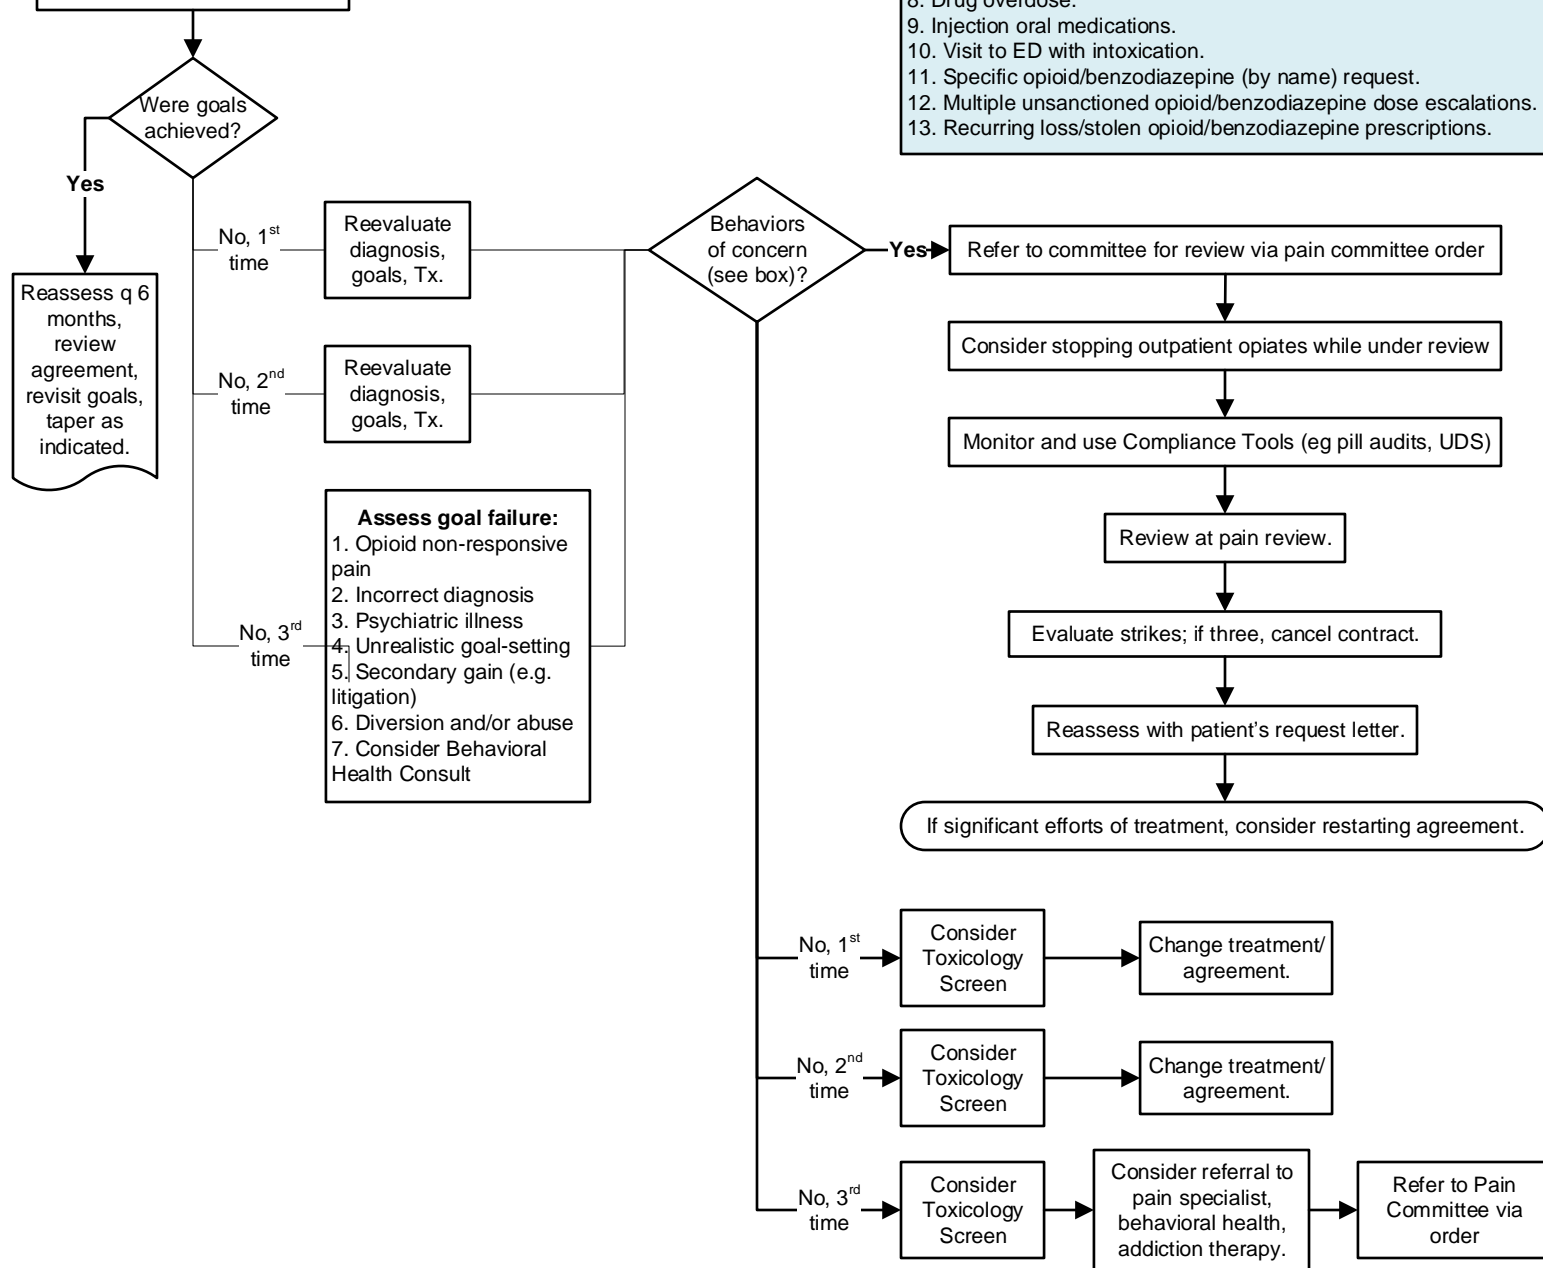 8. Drug overdose.
9. Injection oral medications.
10. Visit to ED with intoxication.
11. Specific opioid/benzodiazepine (by name) request.
12. Multiple unsanctioned opioid/benzodiazepine dose escalations.
13. Recurring loss/stolen opioid/benzodiazepine prescriptions.
Were goals
achieved?
Yes
Reassess q 6
months,
review
agreement,
revisit goals,
taper as
indicated.
No, 1st
time
Reevaluate
diagnosis,
goals, Tx.
No, 2nd
time
Reevaluate
diagnosis,
goals, Tx.
No, 3rd
time
Assess goal failure:
1. Opioid non-responsive
pain
2. Incorrect diagnosis
3. Psychiatric illness
4. Unrealistic goal-setting
5. Secondary gain (e.g.
litigation)
6. Diversion and/or abuse
7. Consider Behavioral
Health Consult
Behaviors
of concern
(see box)?
Yes
Refer to committee for review via pain committee order
Consider stopping outpatient opiates while under review
Monitor and use Compliance Tools (eg pill audits, UDS)
Review at pain review.
Evaluate strikes; if three, cancel contract.
Reassess with patient’s request letter.
If significant efforts of treatment, consider restarting agreement.
No, 1st
time
Consider
Toxicology
Screen
Change treatment/
agreement.
No, 2nd
time
Consider
Toxicology
Screen
Change treatment/
agreement.
No, 3rd
time
Consider
Toxicology
Screen
Consider referral to
pain specialist,
behavioral health,
addiction therapy.
Refer to Pain
Committee via
order